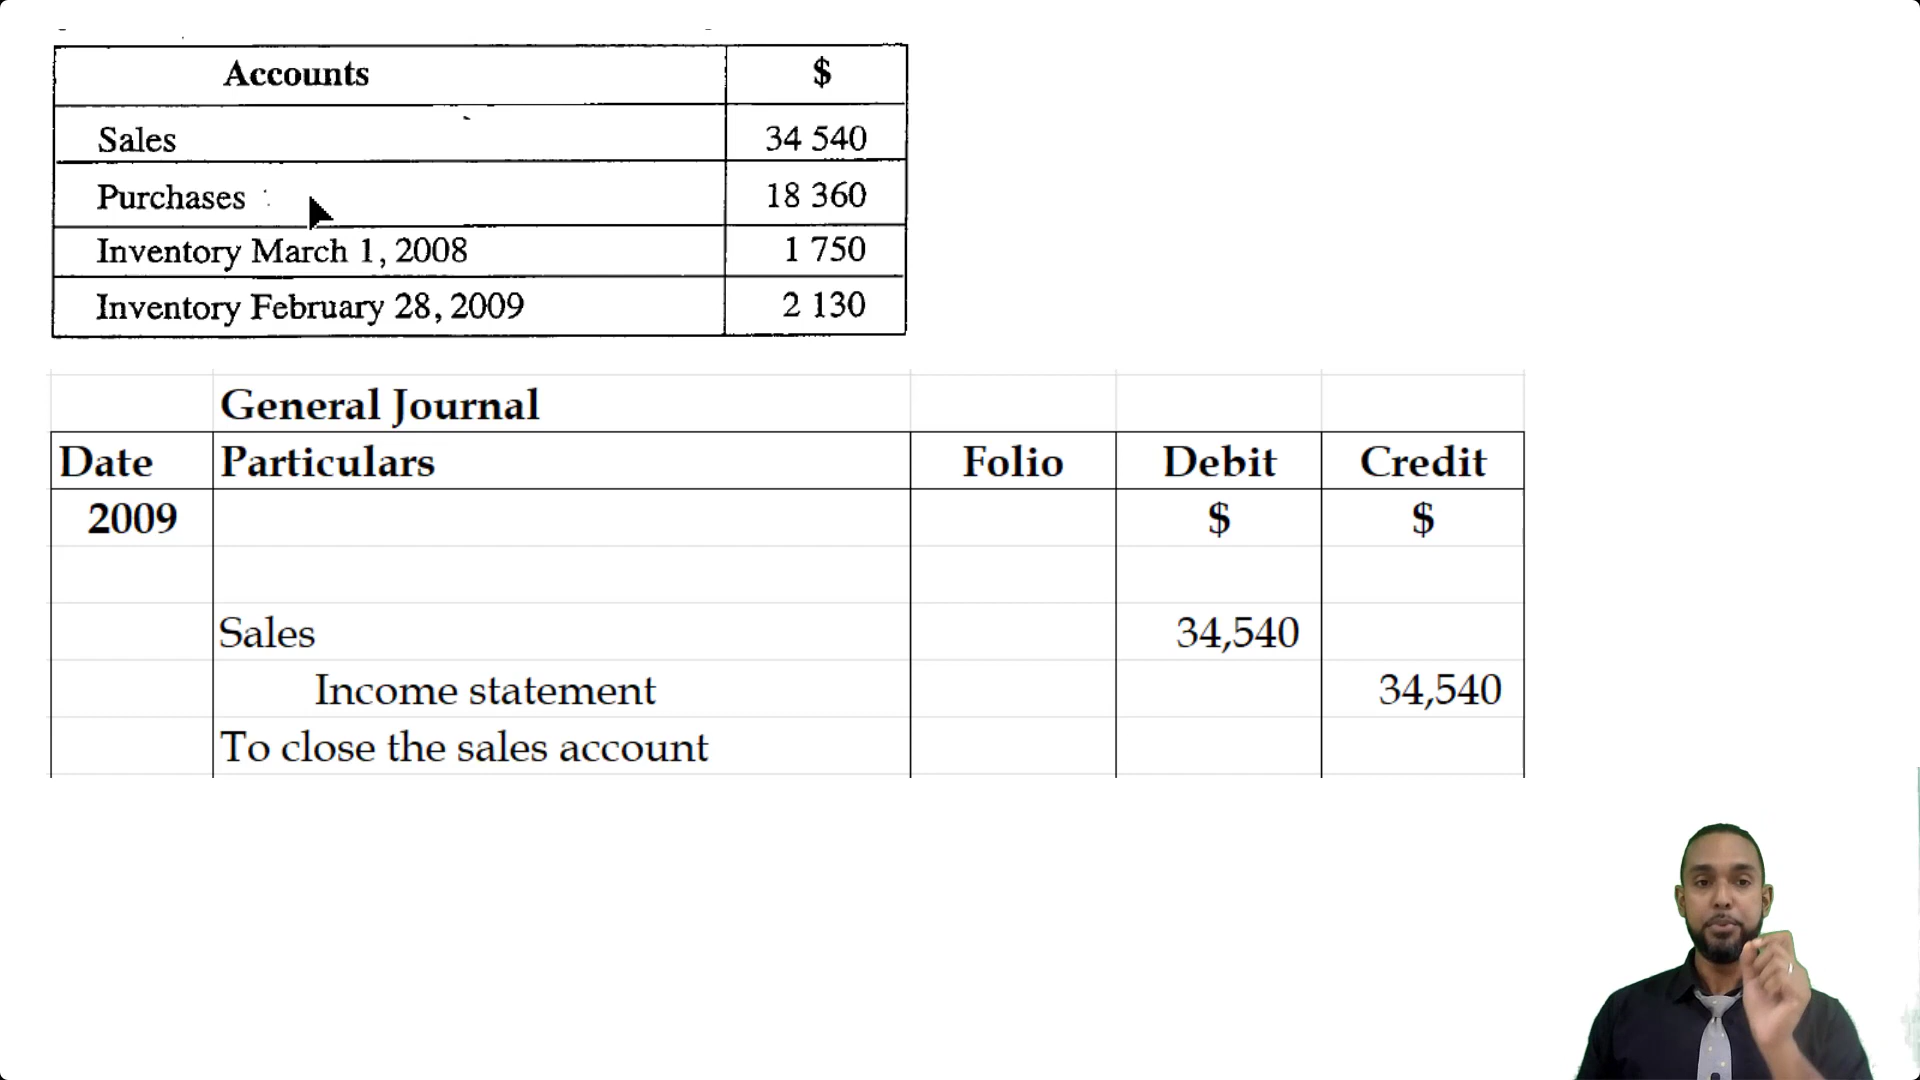 Accounts $
Sales 34 540
Purchases 18 360
Inventory March 1, 2008 1 750
Inventory February 28, 2009 2 130
General Journal
Date Particulars Folio Debit Credit
2009 $ $
Sales 34,540
Income statement 34,540
To close the sales account